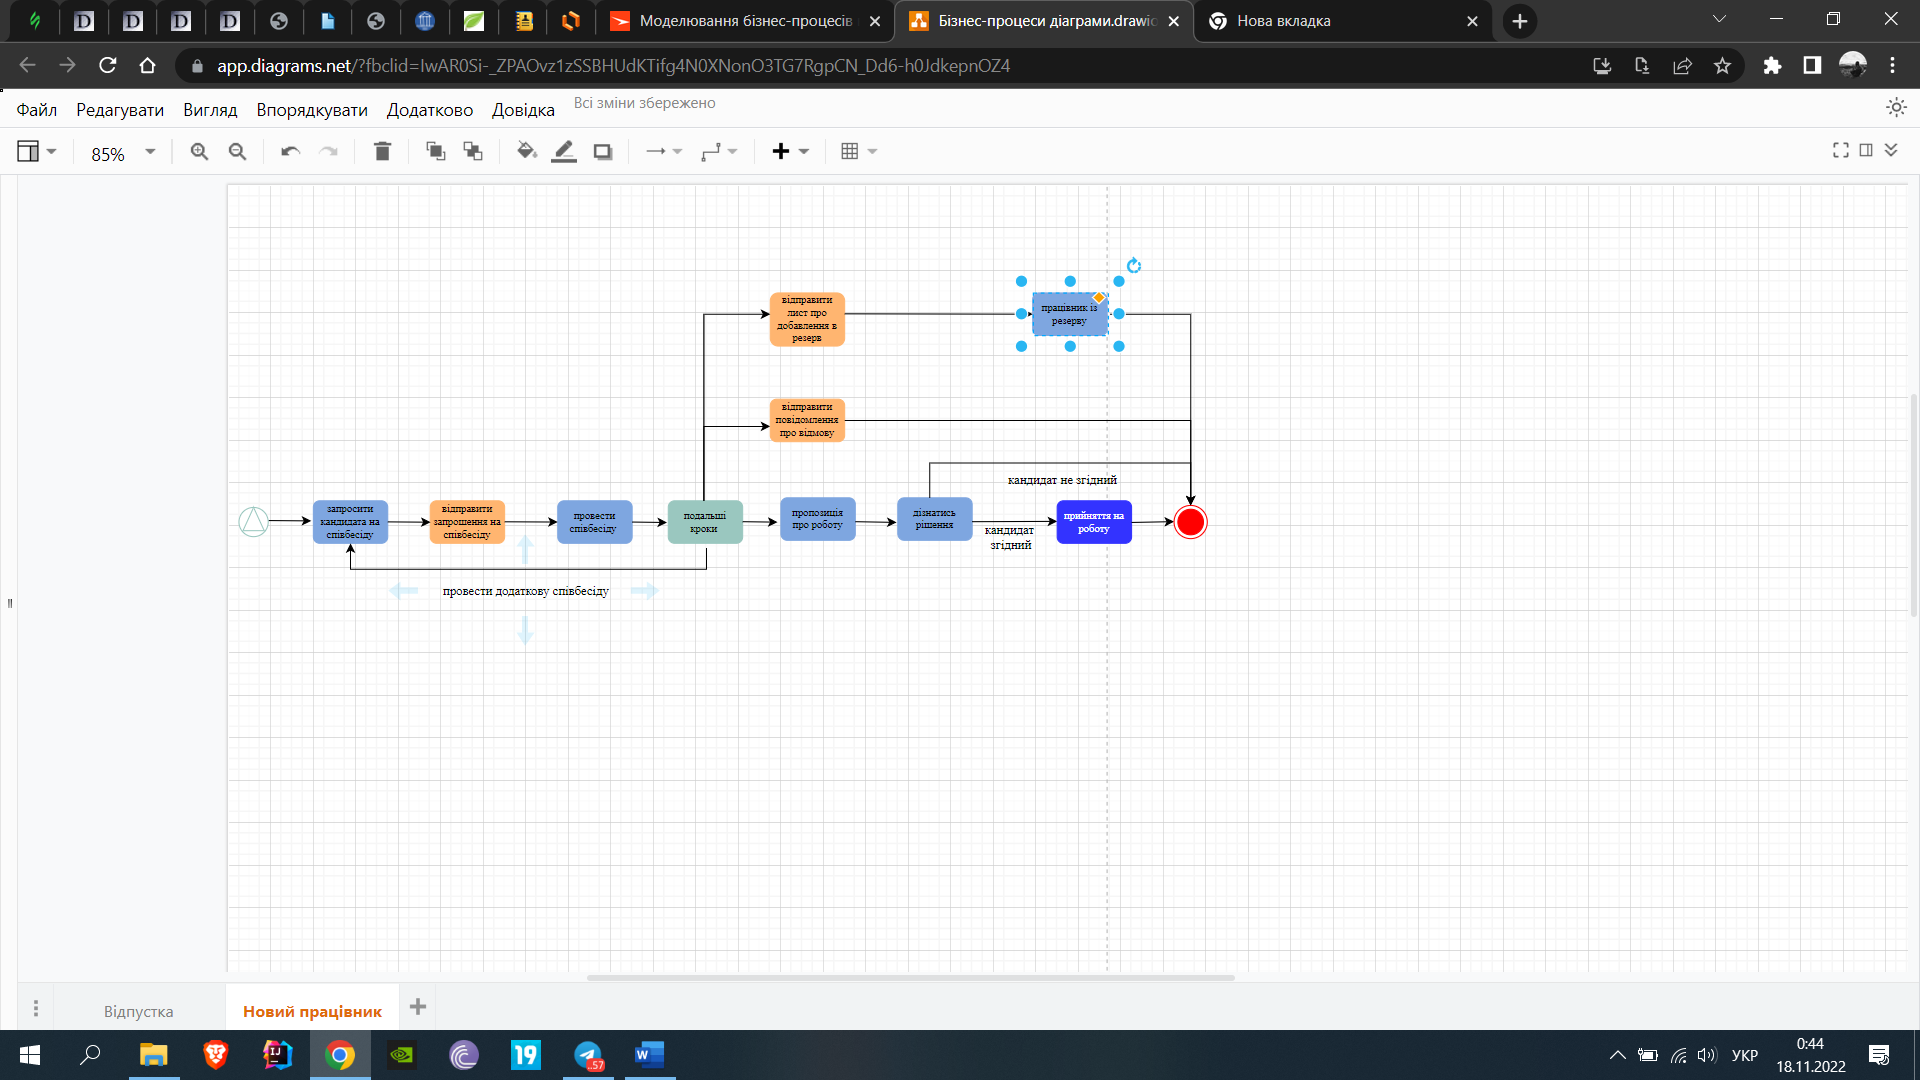 Моделювання бізнес-процесів
Бізнес-процеси діаграми.drawio
Нова вкладка
app.diagrams.net/?fbclid=IwAR0Si-_ZPAOvz1zSSBHUdKTifg4N0XNonO3TG7RgpCN_Dd6-h0JdkepnOZ4
Файл Редагувати Вигляд Впорядкувати Додатково Довідка Всі зміни збережено
85%
відправити
лист про
добавлення в
резерв
працівник із
резерву
відправити
повідомлення
про відмову
кандидат не згідний
запросити
кандидата на
співбесіду
відправити
запрошення на
співбесіду
провести
співбесіду
подальші
кроки
пропозиція
про роботу
дізнатись
рішення
кандидат
згідний
прийняття на
роботу
провести додаткову співбесіду
Відпустка
Новий працівник
19
57
УКР
0:44
18.11.2022